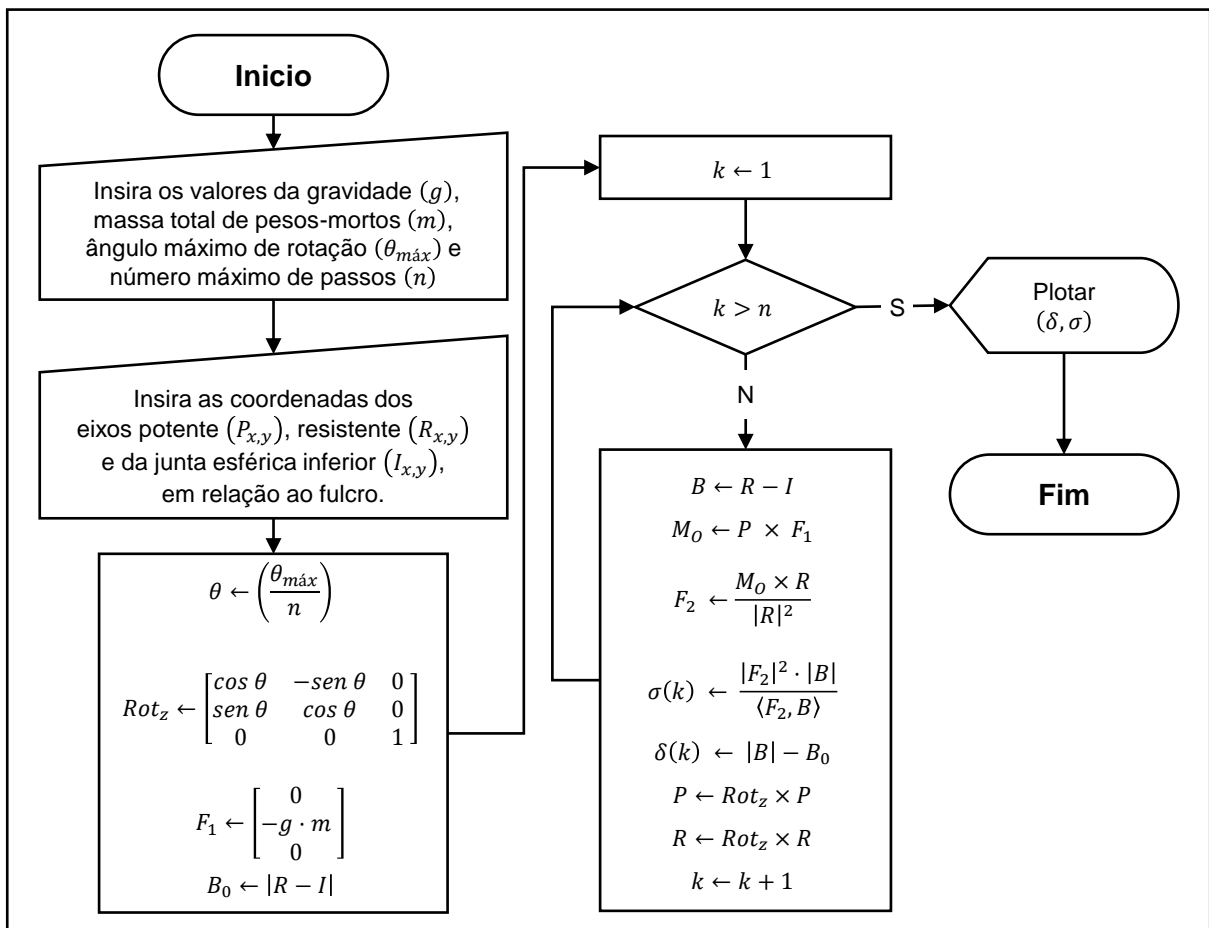 Inicio
Insira os valores da gravidade (g),
massa total de pesos-mortos (m),
ângulo máximo de rotação (θ_máx) e
número máximo de passos (n)
Insira as coordenadas dos
eixos potente (P_x,y), resistente (R_x,y)
e da junta esférica inferior (I_x,y),
em relação ao fulcro.
θ ← (θ_máx / n)
Rot_z ← [cos θ −sen θ 0
sen θ cos θ 0
0 0 1]
F_1 ← [0
−g · m
0]
B_0 ← |R − I|
k ← 1
k > n
S
N
B ← R − I
M_O ← P × F_1
F_2 ← M_O × R / |R|²
σ(k) ← |F_2|² · |B| / ⟨F_2, B⟩
δ(k) ← |B| − B_0
P ← Rot_z × P
R ← Rot_z × R
k ← k + 1
Plotar
(δ, σ)
Fim